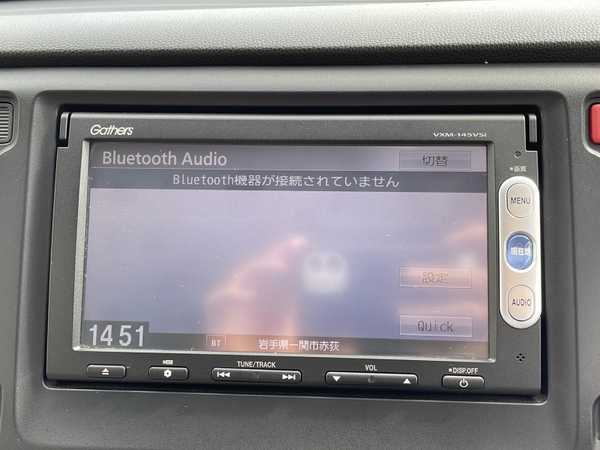 Gathers
VXM-145VSi
Bluetooth Audio
切替
Bluetooth機器が接続されていません
設定
Quick
14 51
BT
岩手県一関市赤荻
画質
MENU
現在地
AUDIO
TUNE/TRACK
VOL
DISP.OFF